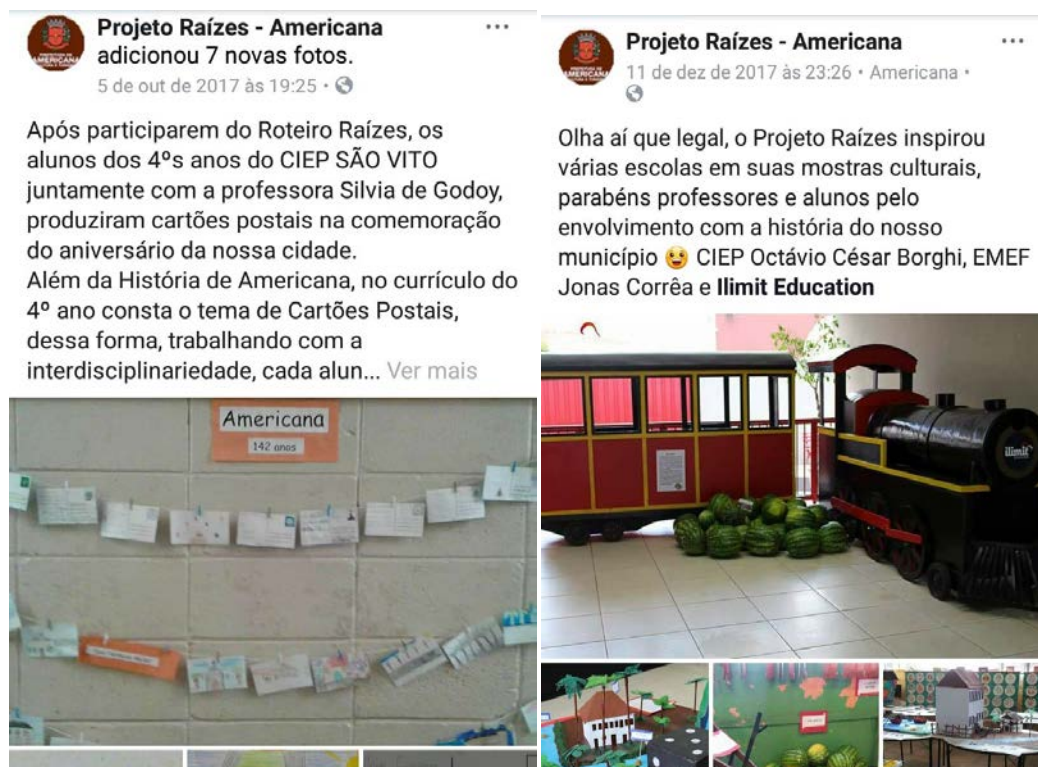 Projeto Raízes - Americana
adicionou 7 novas fotos.
5 de out de 2017 às 19:25 •
Após participarem do Roteiro Raízes, os
alunos dos 4ºs anos do CIEP SÃO VITO
juntamente com a professora Silvia de Godoy,
produziram cartões postais na comemoração
do aniversário da nossa cidade.
Além da História de Americana, no currículo do
4º ano consta o tema de Cartões Postais,
dessa forma, trabalhando com a
interdisciplinariedade, cada alun... Ver mais
Americana
142 anos
Projeto Raízes - Americana
11 de dez de 2017 às 23:26 • Americana •
Olha aí que legal, o Projeto Raízes inspirou
várias escolas em suas mostras culturais,
parabéns professores e alunos pelo
envolvimento com a história do nosso
município 😀 CIEP Octávio César Borghi, EMEF
Jonas Corrêa e Ilimit Education
ilimit